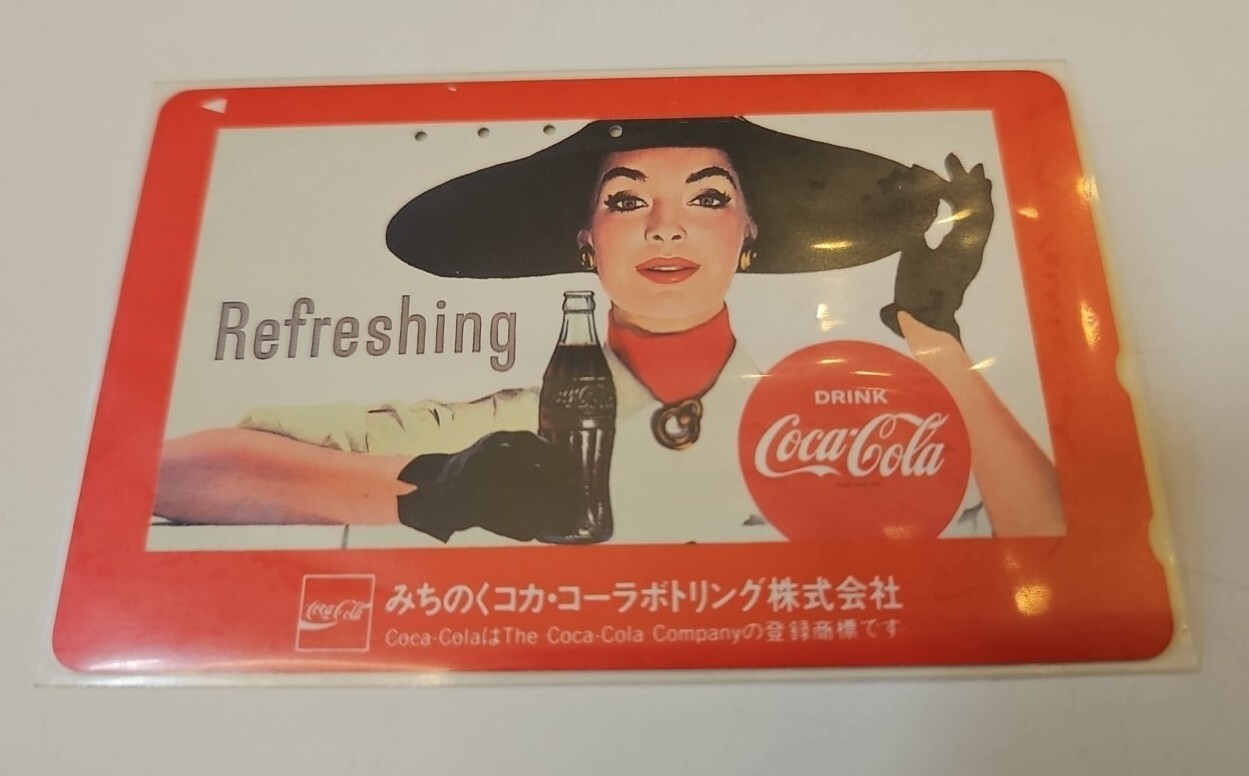 Refreshing
DRINK
Coca-Cola
Coca-Cola
みちのくコカ・コーラボトリング株式会社
Coca-ColaはThe Coca-Cola Companyの登録商標です